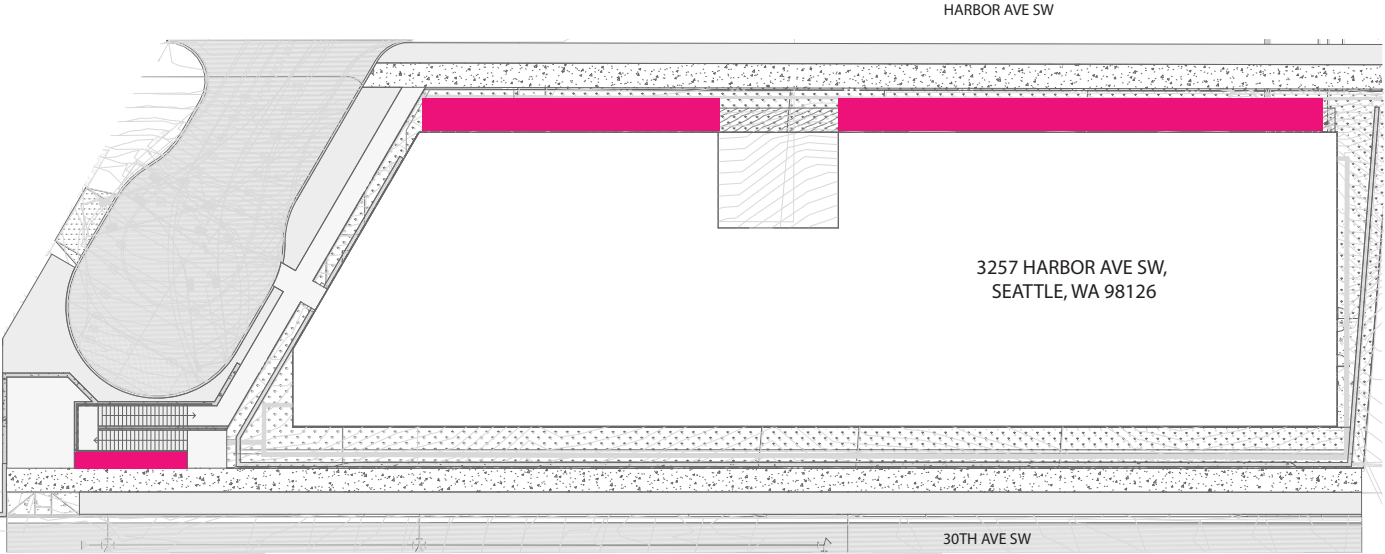 HARBOR AVE SW
3257 HARBOR AVE SW,
SEATTLE, WA 98126
30TH AVE SW